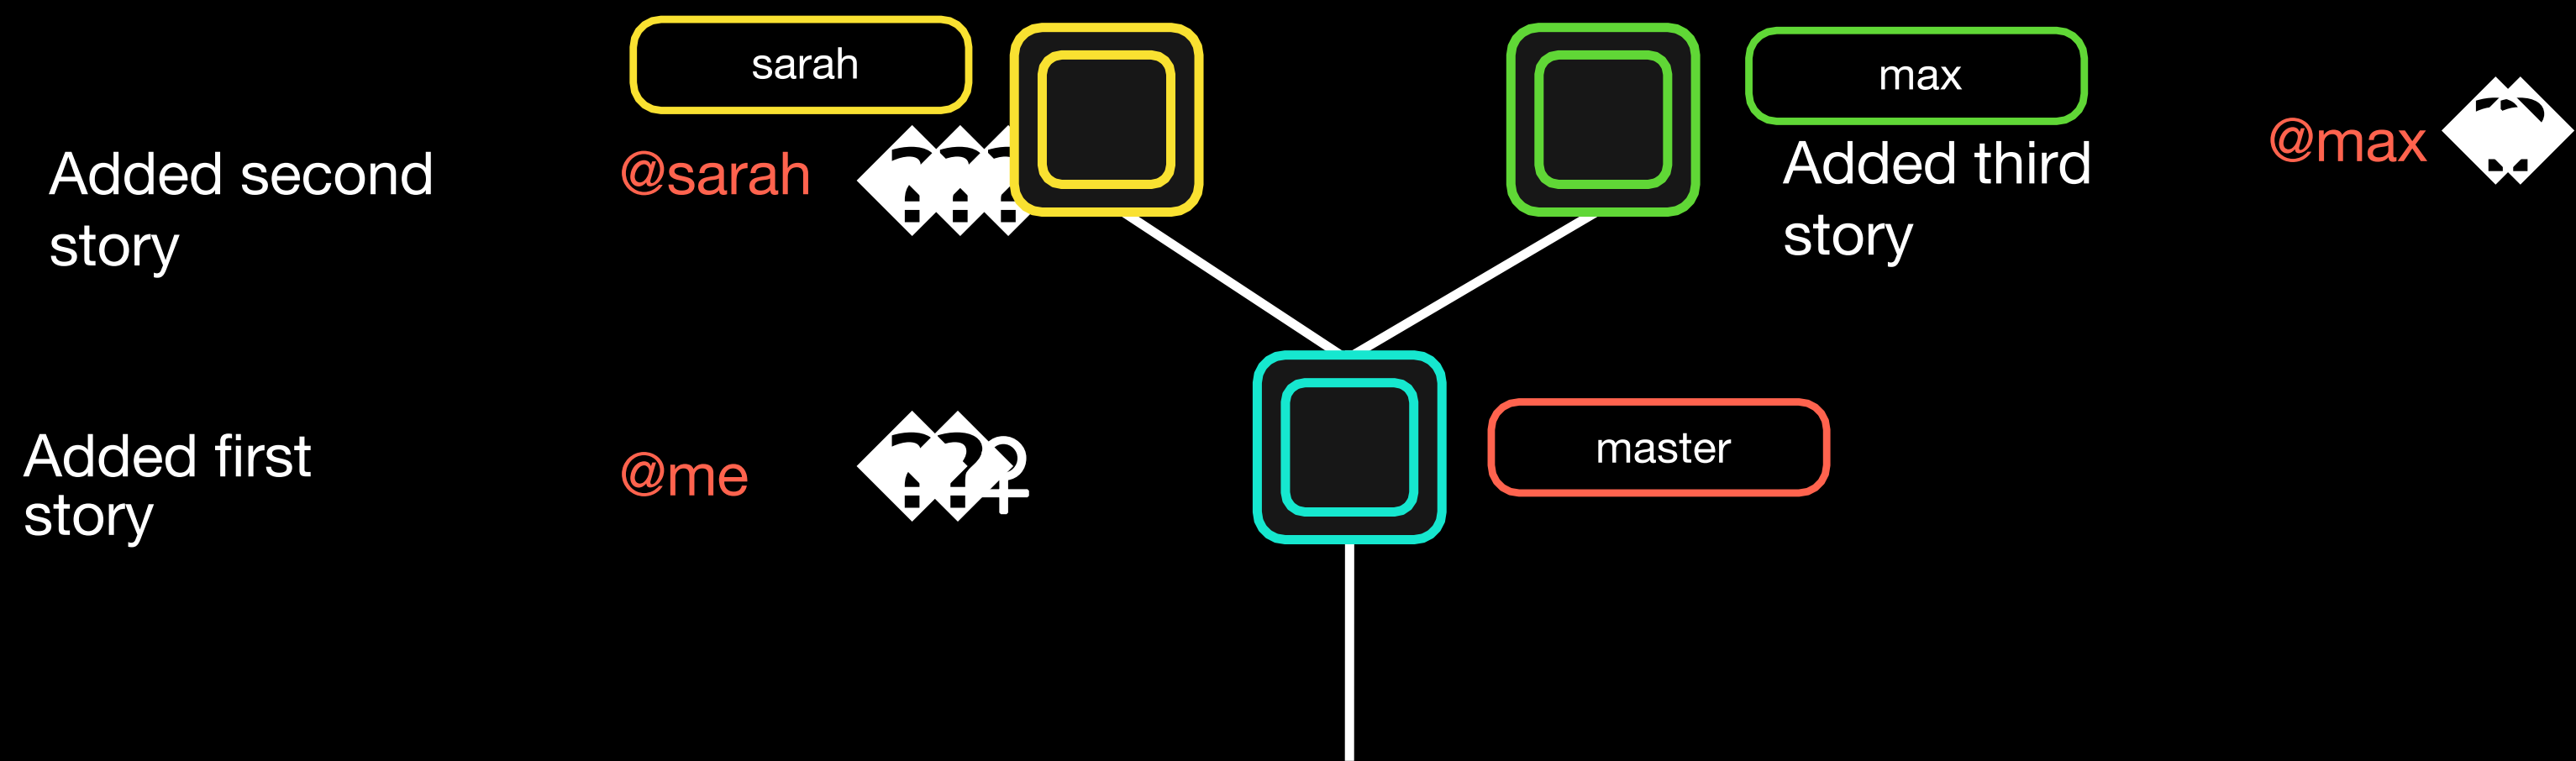 sarah
max
Added second
story
@sarah
Added third
story
@max
Added first
story
@me
master